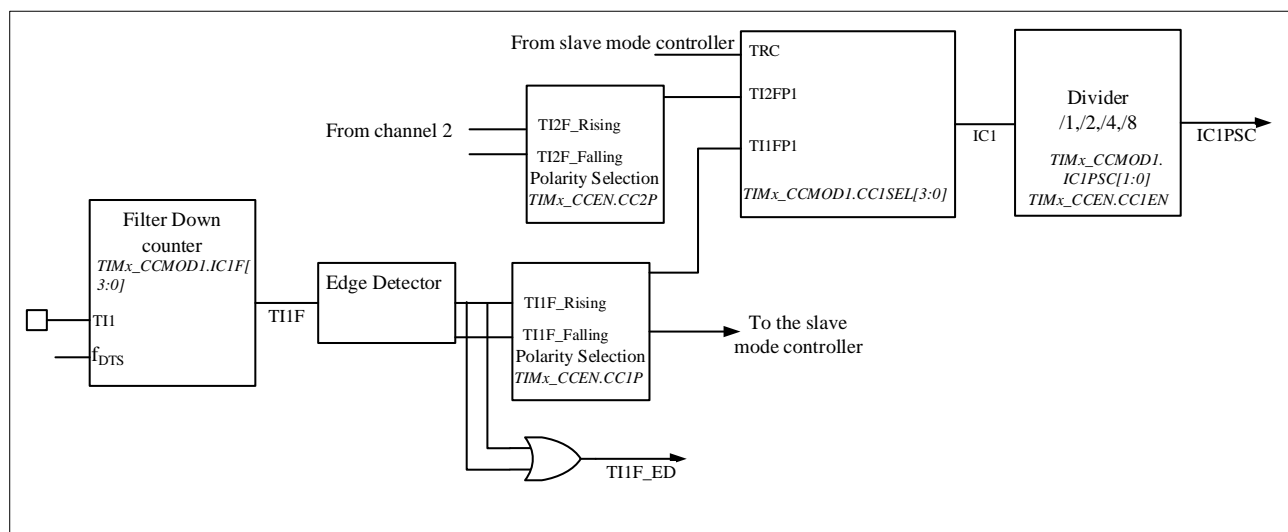 From slave mode controller
TRC
TI2FP1
TI1FP1
TIMx_CCMOD1.CC1SEL[3:0]
IC1
Divider
/1,/2,/4,/8
TIMx_CCMOD1.
IC1PSC[1:0]
TIMx_CCEN.CC1EN
IC1PSC
From channel 2
TI2F_Rising
TI2F_Falling
Polarity Selection
TIMx_CCEN.CC2P
Filter Down
counter
TIMx_CCMOD1.IC1F[
3:0]
TI1
fDTS
TI1F
Edge Detector
TI1F_Rising
TI1F_Falling
Polarity Selection
TIMx_CCEN.CC1P
To the slave
mode controller
TI1F_ED